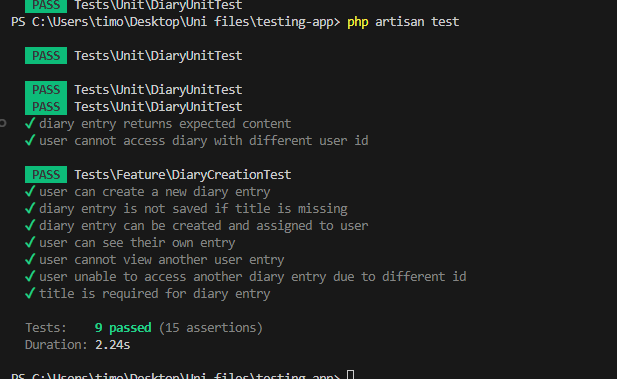 PASS Tests\Unit\DiaryUnitTest
PS C:\Users\timo\Desktop\Uni files\testing-app> php artisan test
PASS Tests\Unit\DiaryUnitTest
PASS Tests\Unit\DiaryUnitTest
PASS Tests\Unit\DiaryUnitTest
✓ diary entry returns expected content
✓ user cannot access diary with different user id
PASS Tests\Feature\DiaryCreationTest
✓ user can create a new diary entry
✓ diary entry is not saved if title is missing
✓ diary entry can be created and assigned to user
✓ user can see their own entry
✓ user cannot view another user entry
✓ user unable to access another diary entry due to different id
✓ title is required for diary entry
Tests: 9 passed (15 assertions)
Duration: 2.24s
PS C:\Users\timo\Desktop\Uni files\testing-app>